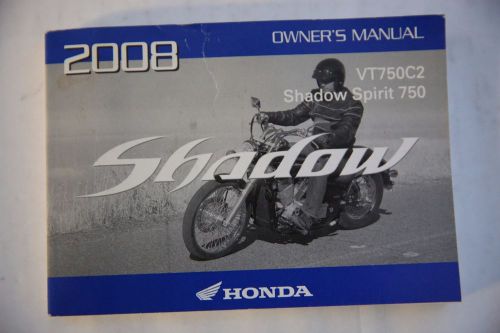 2008
OWNER'S MANUAL
VT750C2
Shadow Spirit 750
Shadow
HONDA